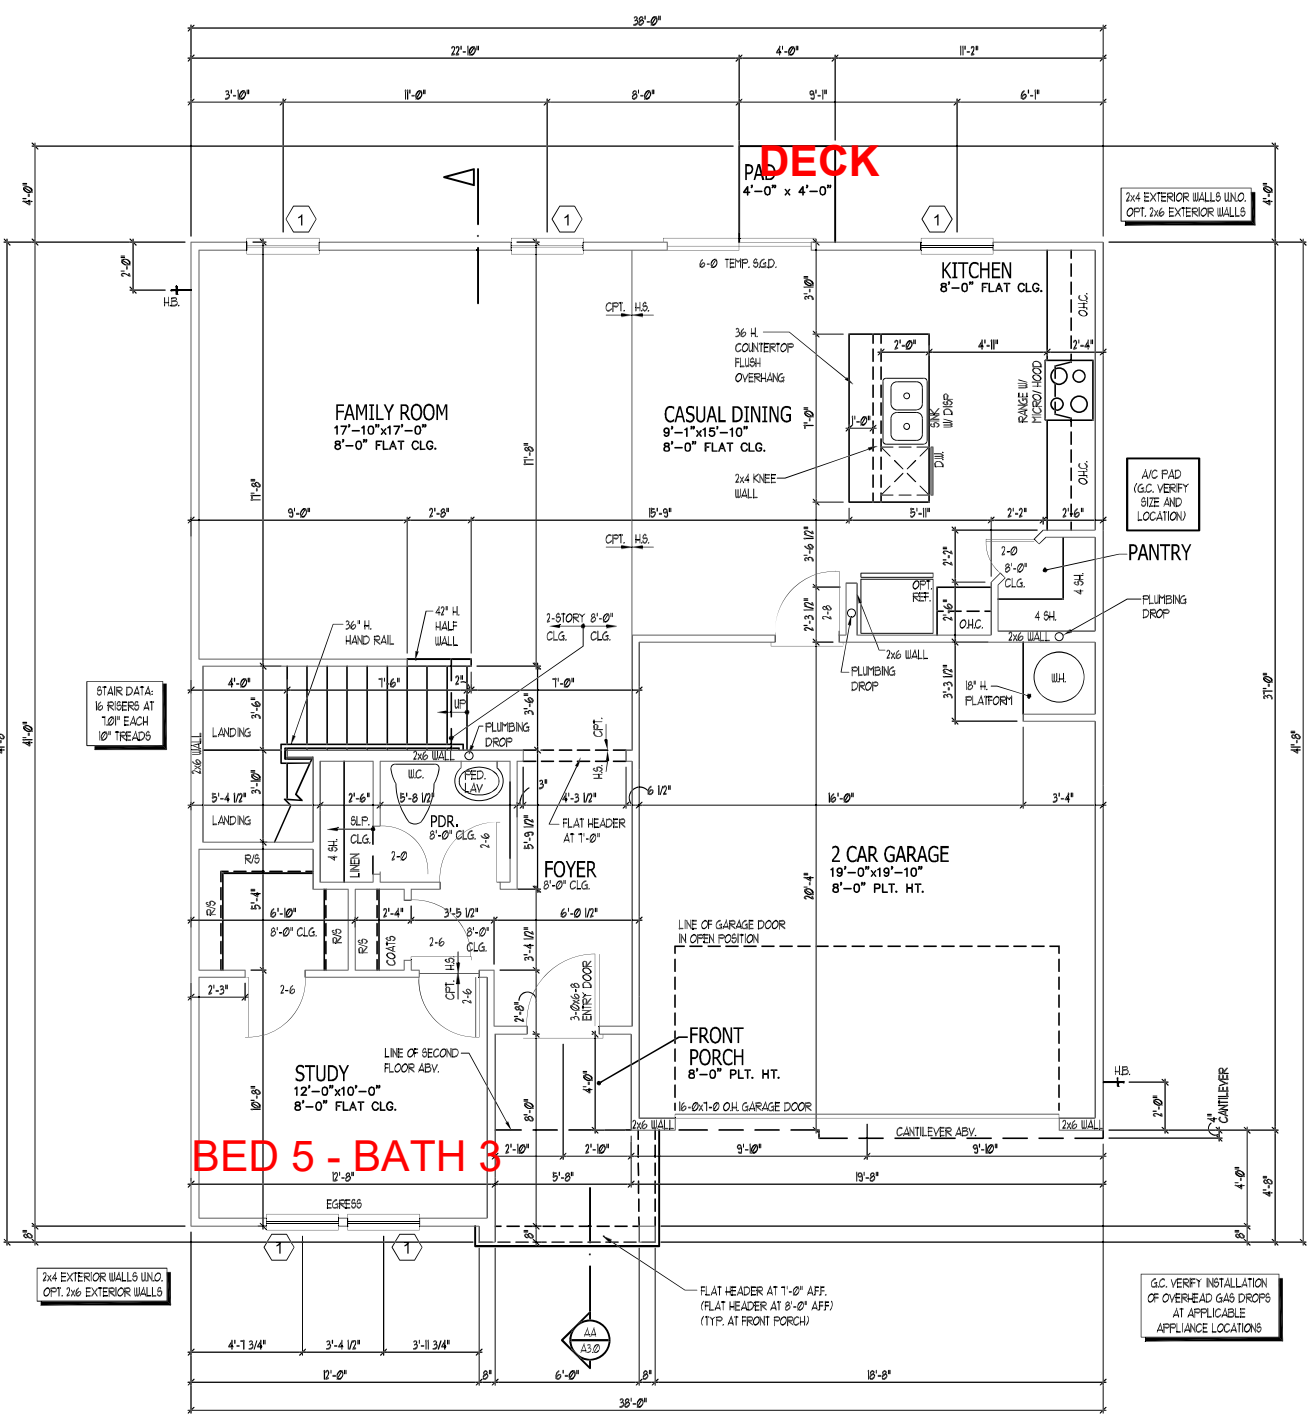 38'-0"
22'-10" 4'-0" 11'-2"
3'-10" 11'-0" 8'-0" 9'-1" 6'-1"
DECK
PAD
4'-0" x 4'-0"
4'-0"
4'-0"
2x4 EXTERIOR WALLS U.N.O.
OPT. 2x6 EXTERIOR WALLS
1 1 1
2'-0"
H.B.
6-0 TEMP. S.G.D.
3'-10"
KITCHEN
8'-0" FLAT CLG.
O.H.C.
CPT. H.S.
36 H.
COUNTERTOP
FLUSH
OVERHANG
2'-0" 4'-11" 2'-4"
RANGE W/
MICRO/ HOOD
SINK
W/ DISP
D.W.
1'-0"
7'-0"
FAMILY ROOM
17'-10"x17'-0"
8'-0" FLAT CLG.
CASUAL DINING
9'-1"x15'-10"
8'-0" FLAT CLG.
17'-8"
17'-8"
2x4 KNEE
WALL
O.H.C.
A/C PAD
(G.C. VERIFY
SIZE AND
LOCATION)
9'-0" 2'-8" 15'-9" 5'-11" 2'-2" 2'-6"
CPT. H.S.
3'-6 1/2"
2'-2"
2-0
8'-0"
CLG.
PANTRY
4 SH.
4 SH.
OPT.
REF.
2'-6"
O.H.C.
2'-3 1/2"
2-8
PLUMBING
DROP
2x6 WALL
2x6 WALL
PLUMBING
DROP
36" H.
HAND RAIL
42" H.
HALF
WALL
2-STORY 8'-0"
CLG. CLG.
3'-3 1/2"
18" H.
PLATFORM
W.H.
STAIR DATA:
16 RISERS AT
7.01" EACH
10" TREADS
4'-0" 7'-6" 2" 7'-0"
3'-6"
3'-6"
UP
LANDING
2x6 WALL
2x6 WALL
PLUMBING
DROP
CPT.
H.S.
41'-0"
37'-0"
41'-8"
3'-10"
W.C.
PED.
LAV
3"
6 1/2"
5'-4 1/2" 2'-6" 5'-8 1/2" 4'-3 1/2" 16'-0" 3'-4"
LANDING
SLP.
CLG.
4 SH.
LINEN
PDR.
8'-0" CLG.
2-0
2-6
5'-9 1/2"
FLAT HEADER
AT 7'-0"
FOYER
8'-0" CLG.
2 CAR GARAGE
19'-0"x19'-10"
8'-0" PLT. HT.
20'-4"
R/S
R/S
5'-4"
6'-10" 2'-4" 3'-5 1/2" 6'-0 1/2"
8'-0" CLG.
R/S
R/S
COATS
2-6
8'-0"
CLG.
3'-4 1/2"
LINE OF GARAGE DOOR
IN OPEN POSITION
CPT. H.S.
2'-3"
2-6
2-6
2'-8"
3-0x6-8
ENTRY DOOR
FRONT
PORCH
8'-0" PLT. HT.
LINE OF SECOND
FLOOR ABV.
STUDY
12'-0"x10'-0"
8'-0" FLAT CLG.
10'-8"
4'-0"
8'-0"
16-0x7-0 O.H. GARAGE DOOR
H.B.
2'-0"
4"
CANTILEVER
2x6 WALL
2x6 WALL
CANTILEVER ABV.
BED 5 - BATH 3
2'-10" 2'-10" 9'-10" 9'-10"
12'-8" 5'-8" 19'-8"
4'-0"
4'-8"
EGRESS
8"
8"
8"
1 1
2x4 EXTERIOR WALLS U.N.O.
OPT. 2x6 EXTERIOR WALLS
FLAT HEADER AT 7'-0" AFF.
(FLAT HEADER AT 8'-0" AFF)
(TYP. AT FRONT PORCH)
G.C. VERIFY INSTALLATION
OF OVERHEAD GAS DROPS
AT APPLICABLE
APPLIANCE LOCATIONS
AA
A3.0
4'-7 3/4" 3'-4 1/2" 3'-11 3/4"
12'-0" 8" 6'-0" 8" 18'-8"
38'-0"